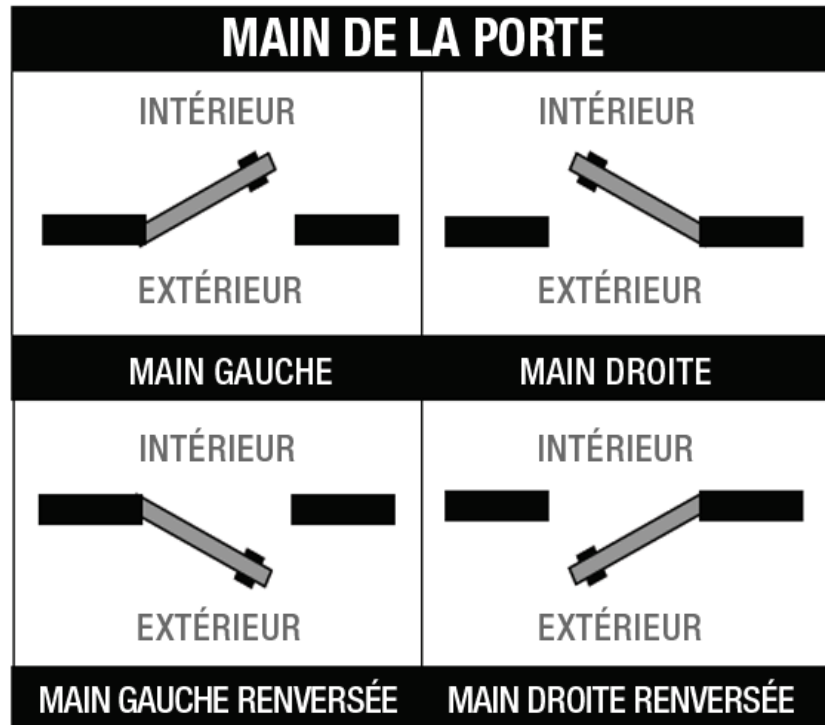 MAIN DE LA PORTE
INTÉRIEUR
EXTÉRIEUR
MAIN GAUCHE
INTÉRIEUR
EXTÉRIEUR
MAIN DROITE
INTÉRIEUR
EXTÉRIEUR
MAIN GAUCHE RENVERSÉE
INTÉRIEUR
EXTÉRIEUR
MAIN DROITE RENVERSÉE